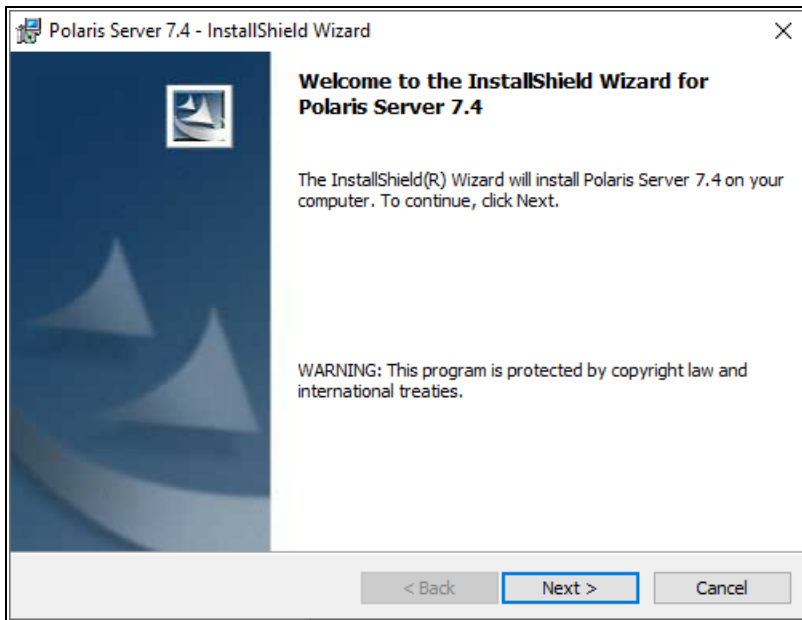 Polaris Server 7.4 - InstallShield Wizard
Welcome to the InstallShield Wizard for
Polaris Server 7.4
The InstallShield(R) Wizard will install Polaris Server 7.4 on your
computer. To continue, click Next.
WARNING: This program is protected by copyright law and
international treaties.
< Back Next > Cancel